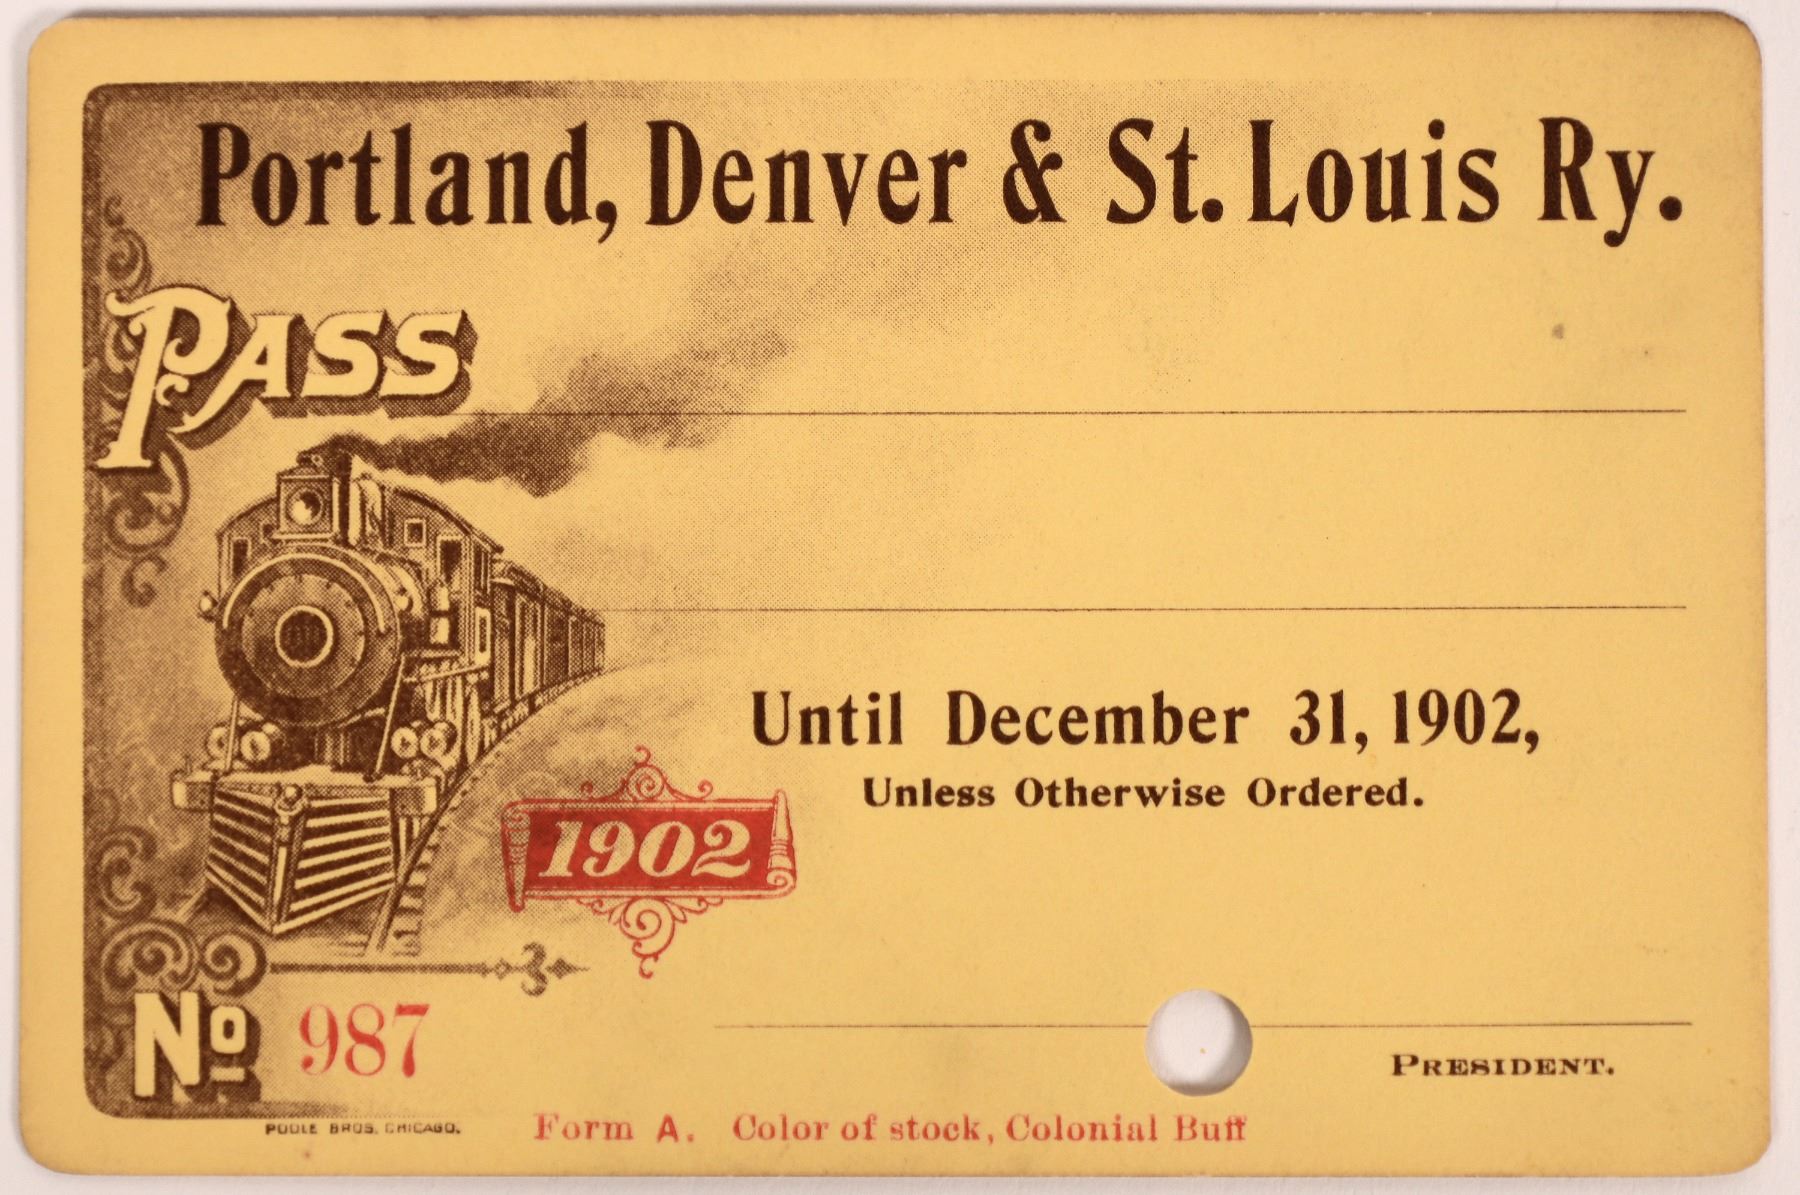 Portland, Denver & St. Louis Ry.
PASS
Until December 31, 1902,
Unless Otherwise Ordered.
1902
No 987
PRESIDENT.
POOLE BROS. CHICAGO.
Form A. Color of stock, Colonial Buff